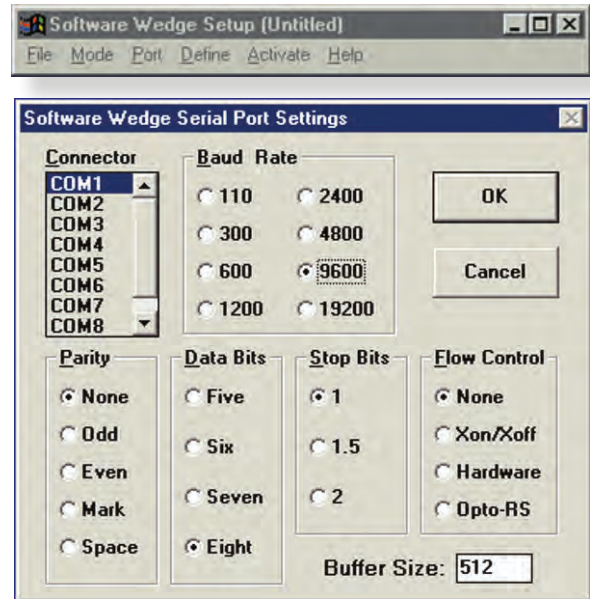 Software Wedge Setup (Untitled)
File Mode Port Define Activate Help
Software Wedge Serial Port Settings
Connector
COM1
COM2
COM3
COM4
COM5
COM6
COM7
COM8
Baud Rate
110 2400
300 4800
600 9600
1200 19200
OK
Cancel
Parity
None
Odd
Even
Mark
Space
Data Bits
Five
Six
Seven
Eight
Stop Bits
1
1.5
2
Flow Control
None
Xon/Xoff
Hardware
Opto-RS
Buffer Size: 512